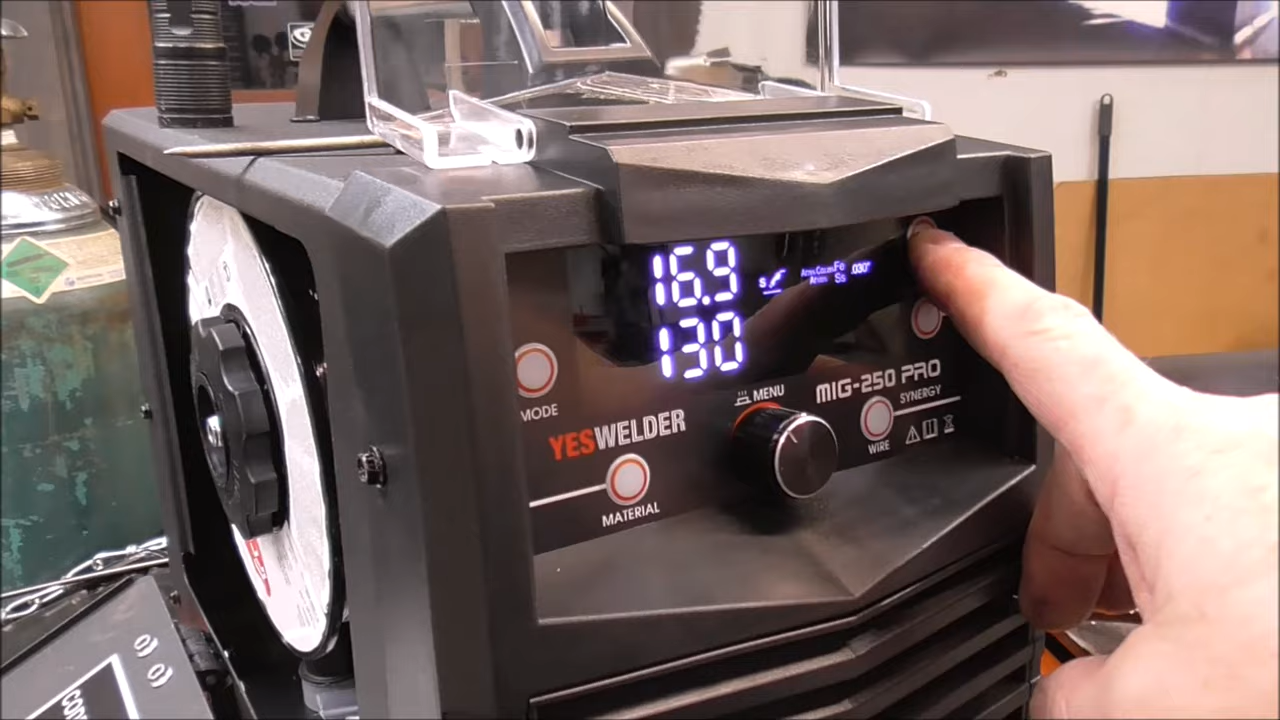 16.9
130
S
Fe
Ss
.030"
MODE
MENU
MIG-250 PRO
SYNERGY
YESWELDER
WIRE
MATERIAL